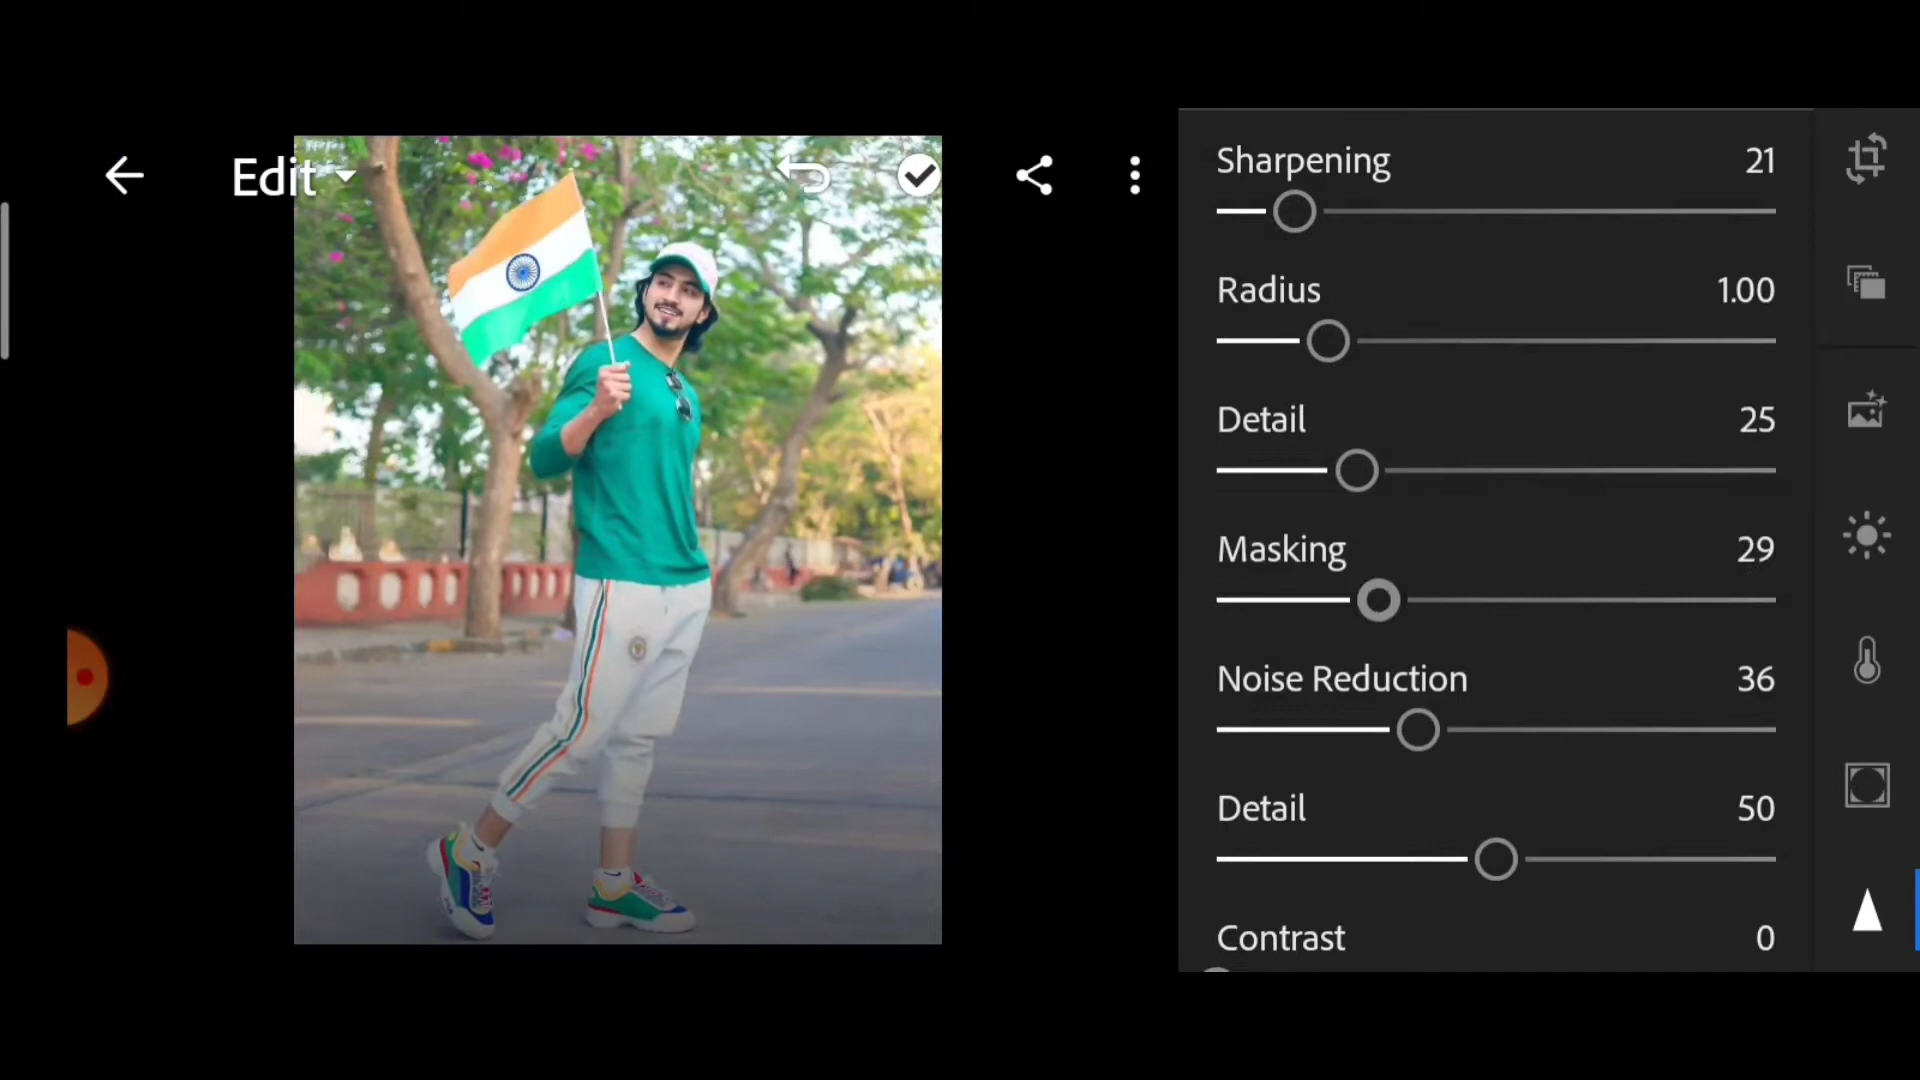 Edit
Sharpening 21
Radius 1.00
Detail 25
Masking 29
Noise Reduction 36
Detail 50
Contrast 0